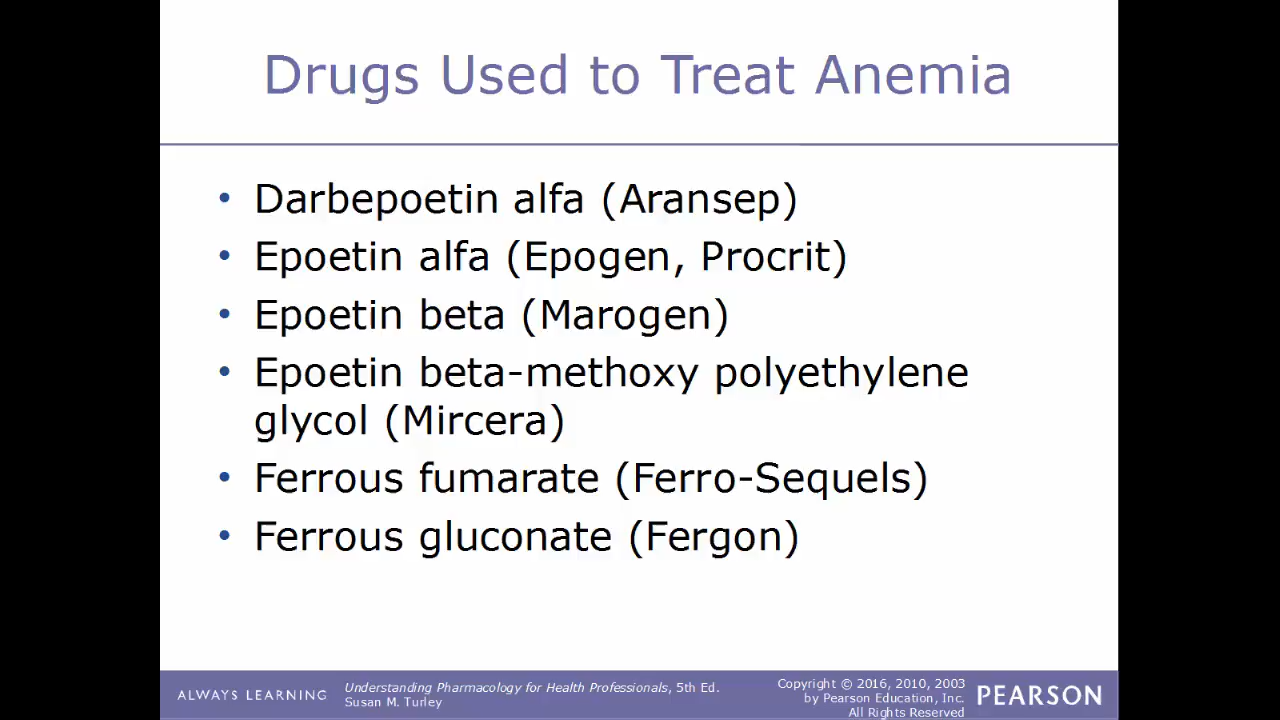 Drugs Used to Treat Anemia
• Darbepoetin alfa (Aransep)
• Epoetin alfa (Epogen, Procrit)
• Epoetin beta (Marogen)
• Epoetin beta-methoxy polyethylene
glycol (Mircera)
• Ferrous fumarate (Ferro-Sequels)
• Ferrous gluconate (Fergon)
ALWAYS LEARNING
Understanding Pharmacology for Health Professionals, 5th Ed.
Susan M. Turley
Copyright © 2016, 2010, 2003
by Pearson Education, Inc.
All Rights Reserved
PEARSON